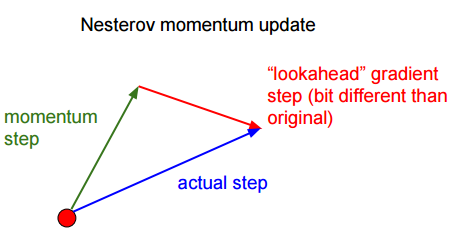 Nesterov momentum update
"lookahead" gradient
step (bit different than
original)
momentum
step
actual step